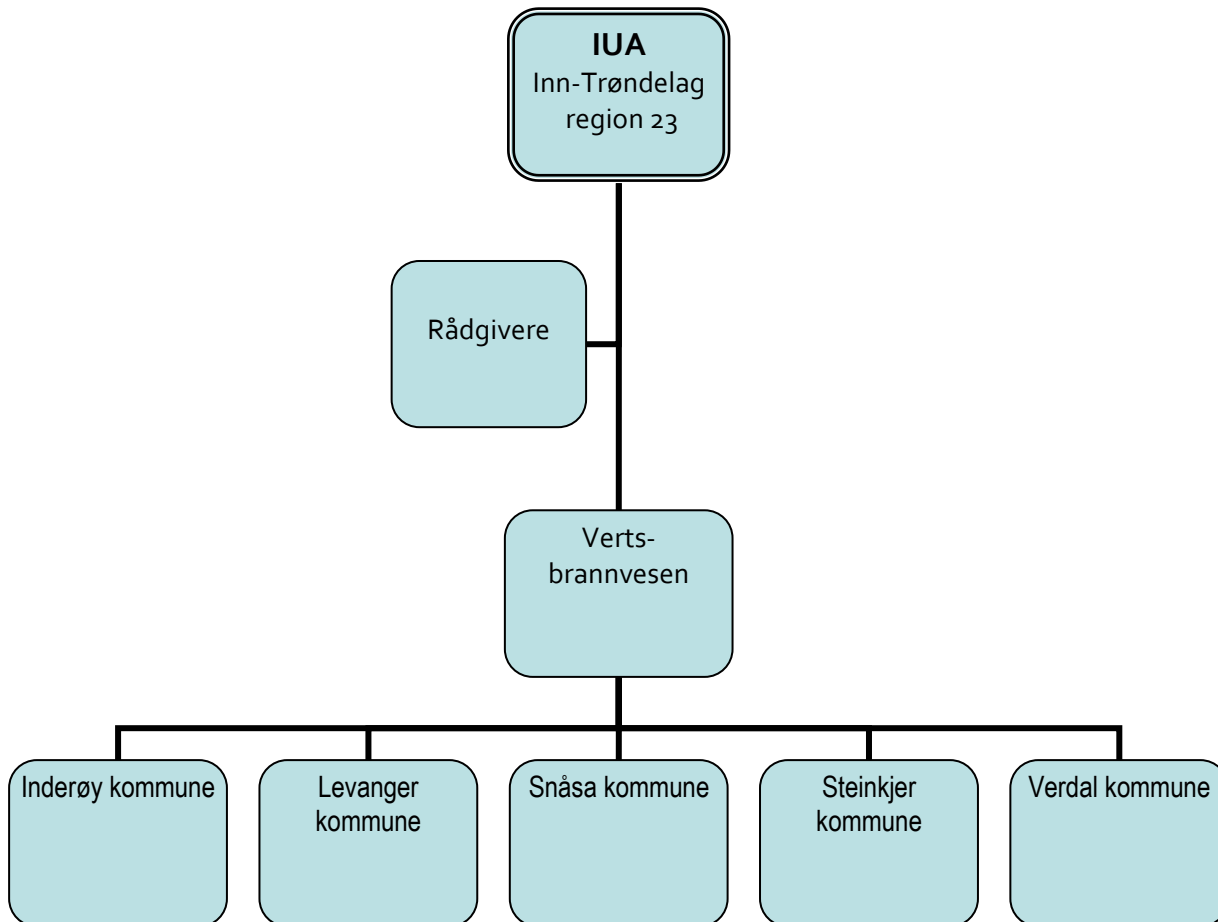 IUA
Inn-Trøndelag
region 23
Rådgivere
Verts-
brannvesen
Inderøy kommune
Levanger
kommune
Snåsa kommune
Steinkjer
kommune
Verdal kommune